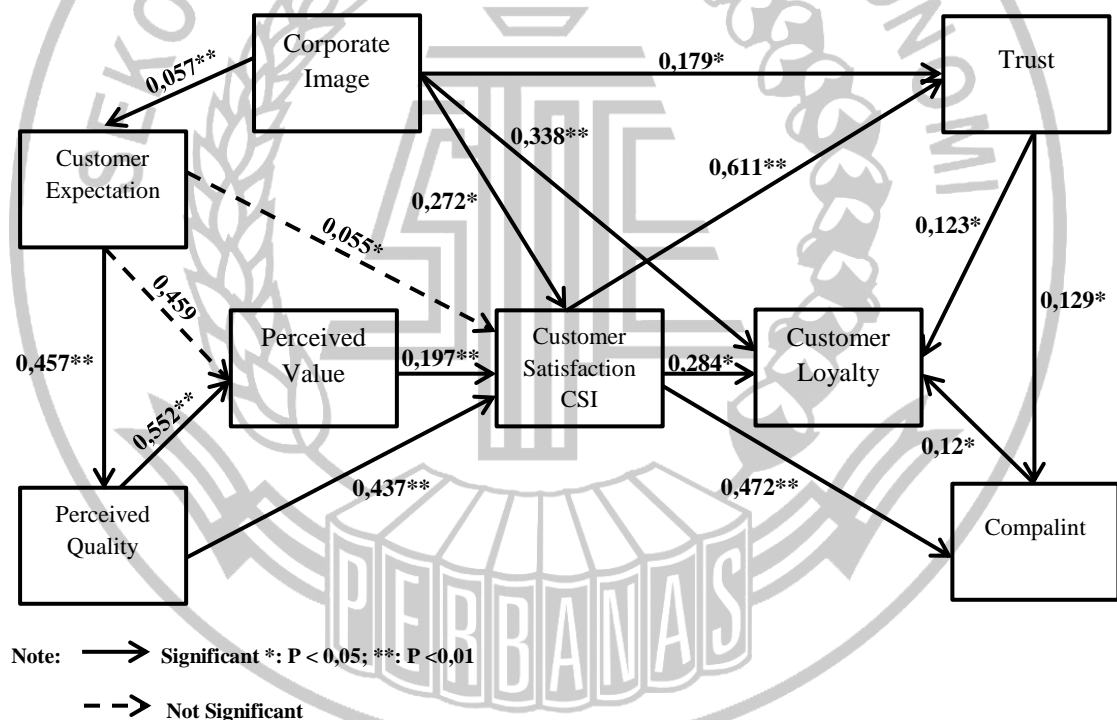 Corporate
Image
Trust
0,057**
0,179*
Customer
Expectation
0,338**
0,611**
0,272*
0,055*
0,123*
0,459
0,129*
0,457**
Perceived
Value
0,197**
Customer
Satisfaction
CSI
0,284*
Customer
Loyalty
0,552**
0,12*
0,437**
0,472**
Perceived
Quality
Compalint
PERBANAS
Note:
Significant *: P < 0,05; **: P <0,01
Not Significant